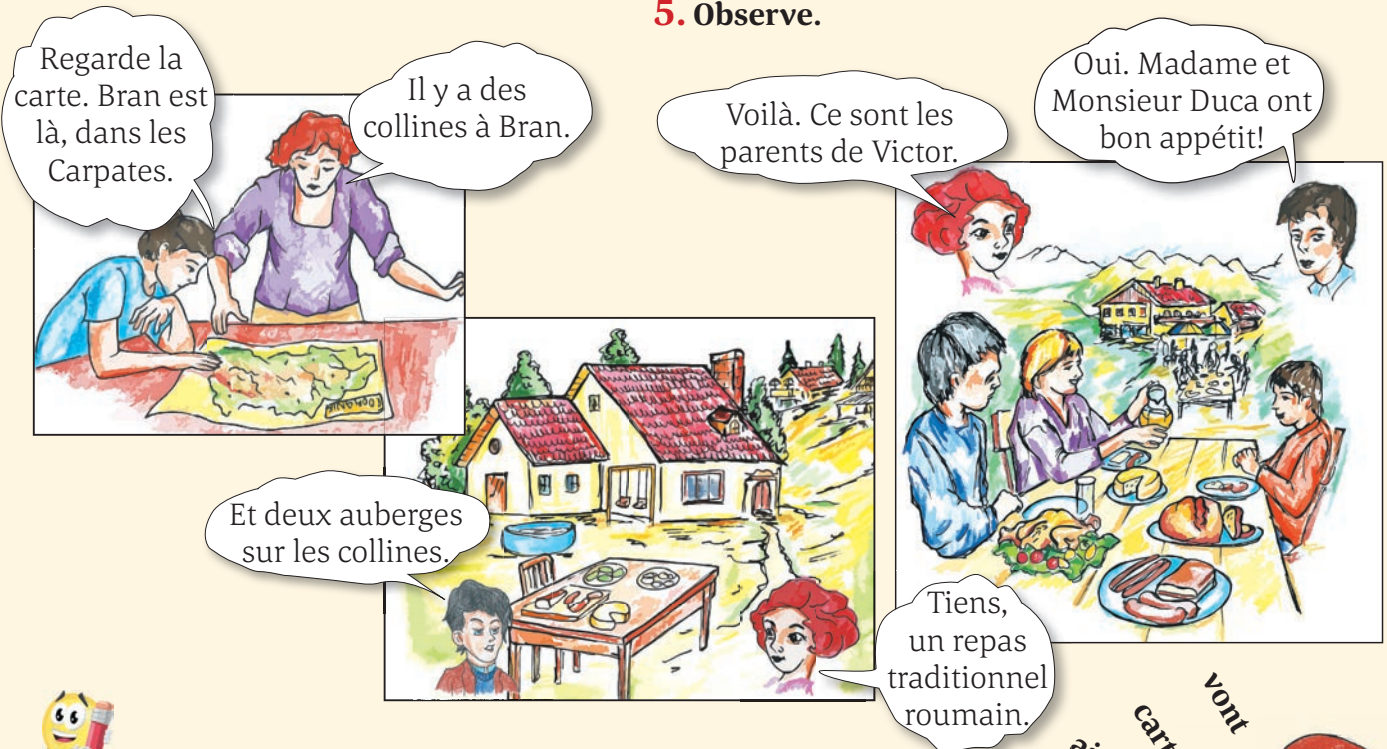 5. Observe.
Regarde la
carte. Bran est
là, dans les
Carpates.
Il y a des
collines à Bran.
Et deux auberges
sur les collines.
Tiens,
un repas
traditionnel
roumain.
Voilà. Ce sont les
parents de Victor.
Oui. Madame et
Monsieur Duca ont
bon appétit!
vont